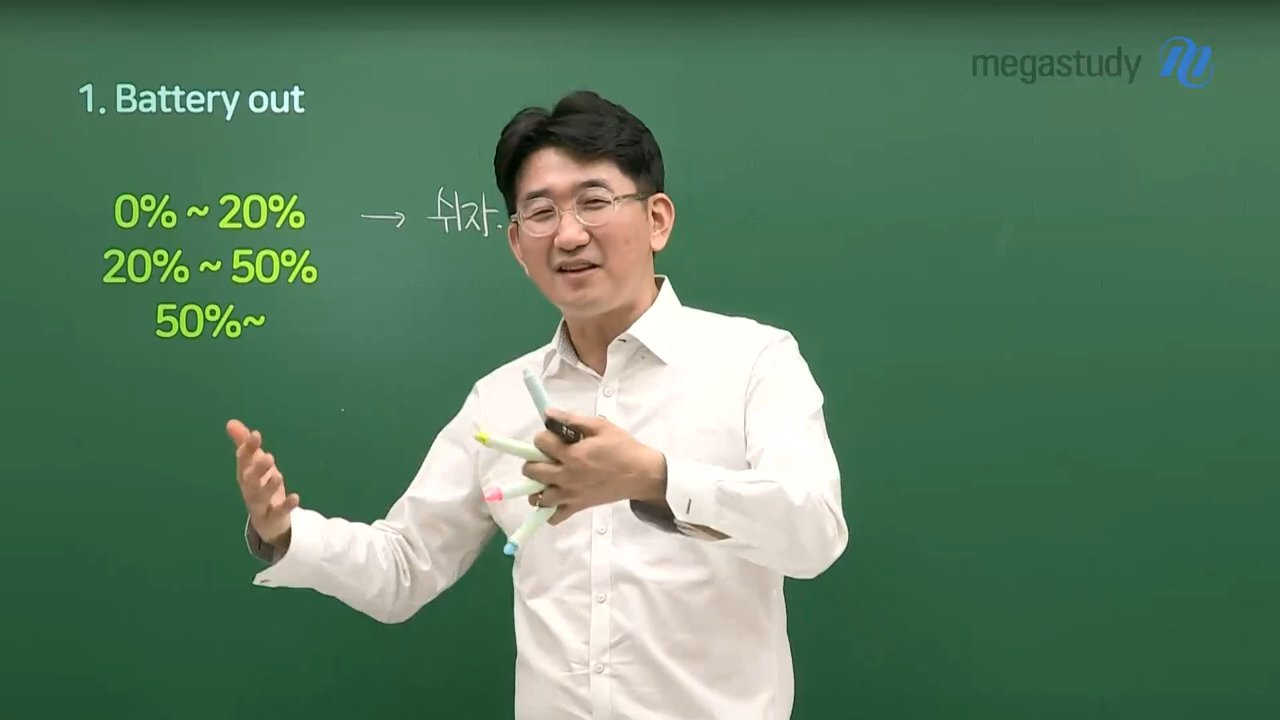 megastudy
1. Battery out
0% ~ 20% → 쉬자.
20% ~ 50%
50%~